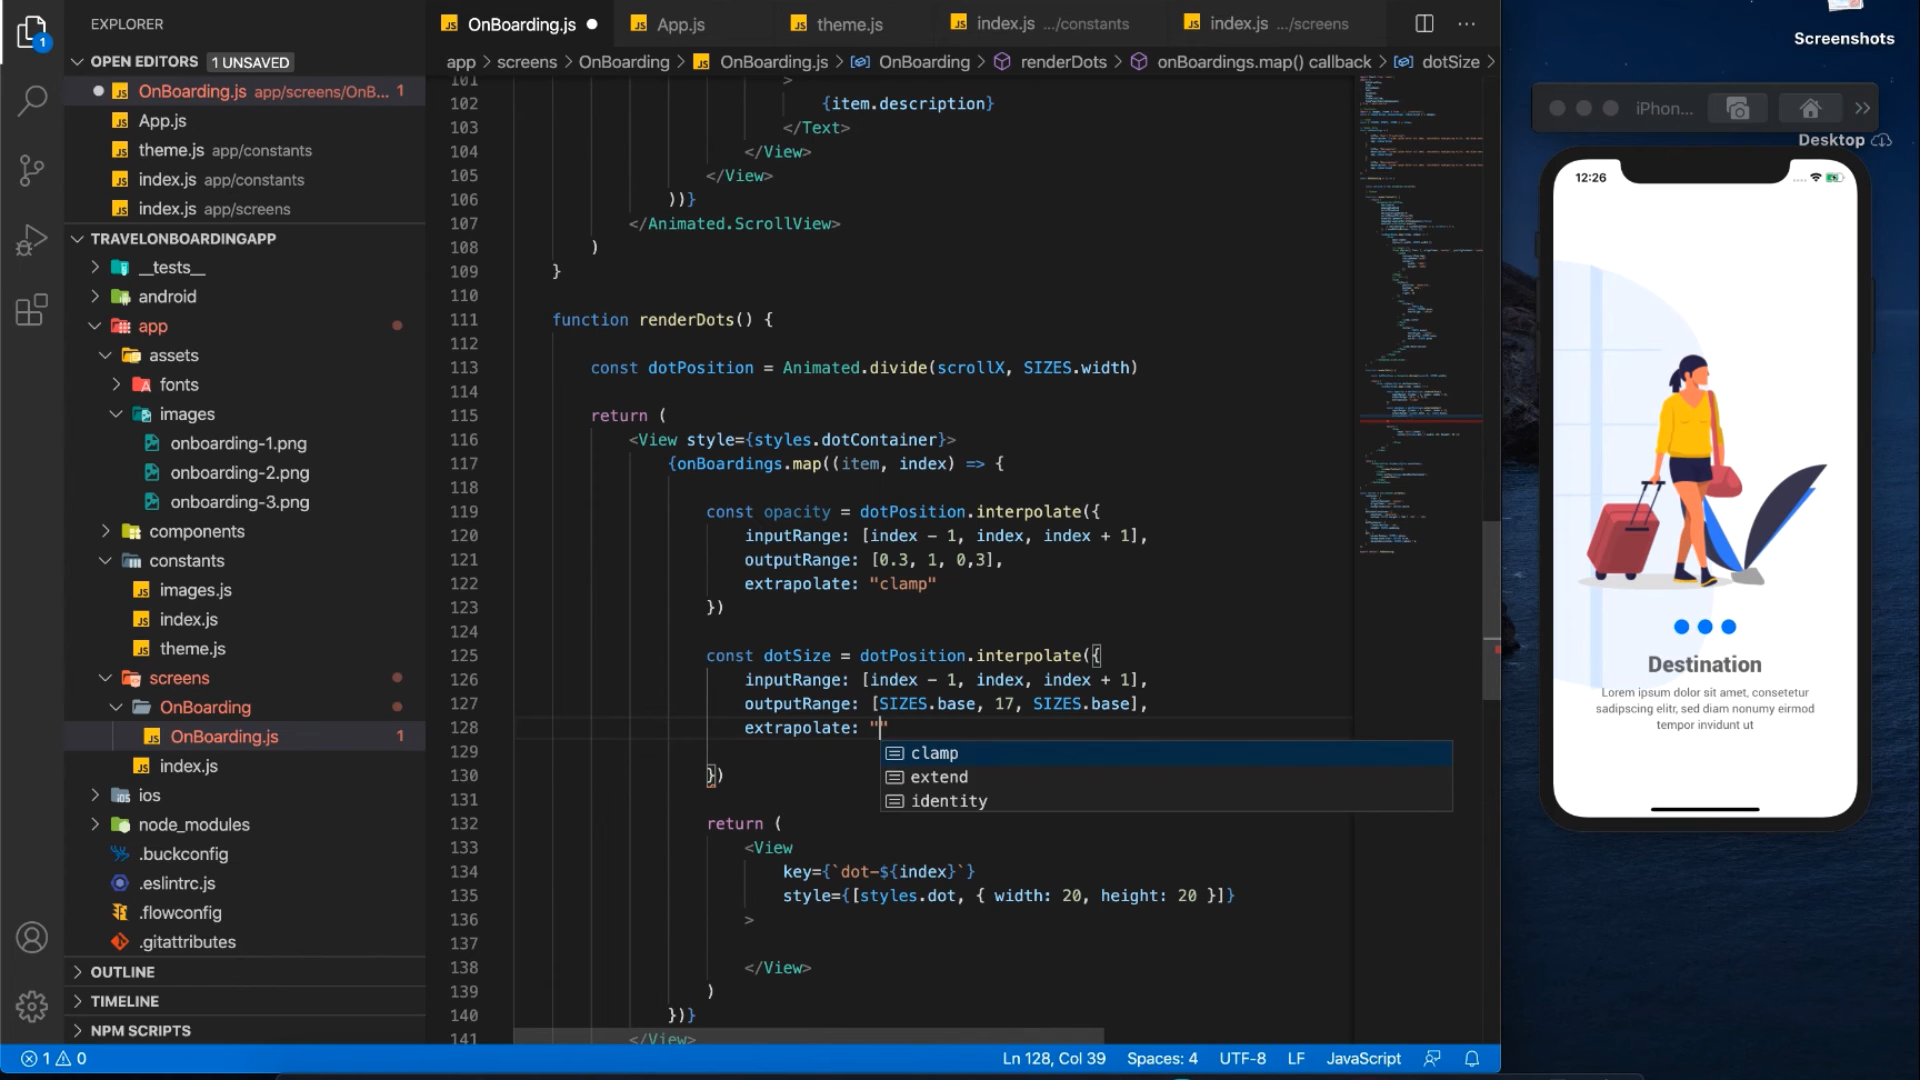 EXPLORER
OPEN EDITORS 1 UNSAVED
OnBoarding.js app/screens/OnB... 1
App.js
theme.js app/constants
index.js app/constants
index.js app/screens
TRAVELONBOARDINGAPP
__tests__
android
app
assets
fonts
images
onboarding-1.png
onboarding-2.png
onboarding-3.png
components
constants
images.js
index.js
theme.js
screens
OnBoarding
OnBoarding.js 1
index.js
ios
node_modules
.buckconfig
.eslintrc.js
.flowconfig
.gitattributes
OUTLINE
TIMELINE
NPM SCRIPTS
OnBoarding.js App.js theme.js index.js .../constants index.js .../screens
app > screens > OnBoarding > OnBoarding.js > OnBoarding > renderDots > onBoardings.map() callback > dotSize >
101 >
102 {item.description}
103 </Text>
104 </View>
105 </View>
106 ))}
107 </Animated.ScrollView>
108 )
109 }
110
111 function renderDots() {
112
113 const dotPosition = Animated.divide(scrollX, SIZES.width)
114
115 return (
116 <View style={styles.dotContainer}>
117 {onBoardings.map((item, index) => {
118
119 const opacity = dotPosition.interpolate({
120 inputRange: [index - 1, index, index + 1],
121 outputRange: [0.3, 1, 0,3],
122 extrapolate: "clamp"
123 })
124
125 const dotSize = dotPosition.interpolate({
126 inputRange: [index - 1, index, index + 1],
127 outputRange: [SIZES.base, 17, SIZES.base],
128 extrapolate: ""
clamp
extend
identity
129
130 })
131
132 return (
133 <View
134 key={`dot-${index}`}
135 style={[styles.dot, { width: 20, height: 20 }]}
136 >
137
138 </View>
139 )
140 })}
141 </View>
1 0
Ln 128, Col 39 Spaces: 4 UTF-8 LF JavaScript
Screenshots
iPhon...
Desktop
12:26
Destination
Lorem ipsum dolor sit amet, consetetur
sadipscing elitr, sed diam nonumy eirmod
tempor invidunt ut